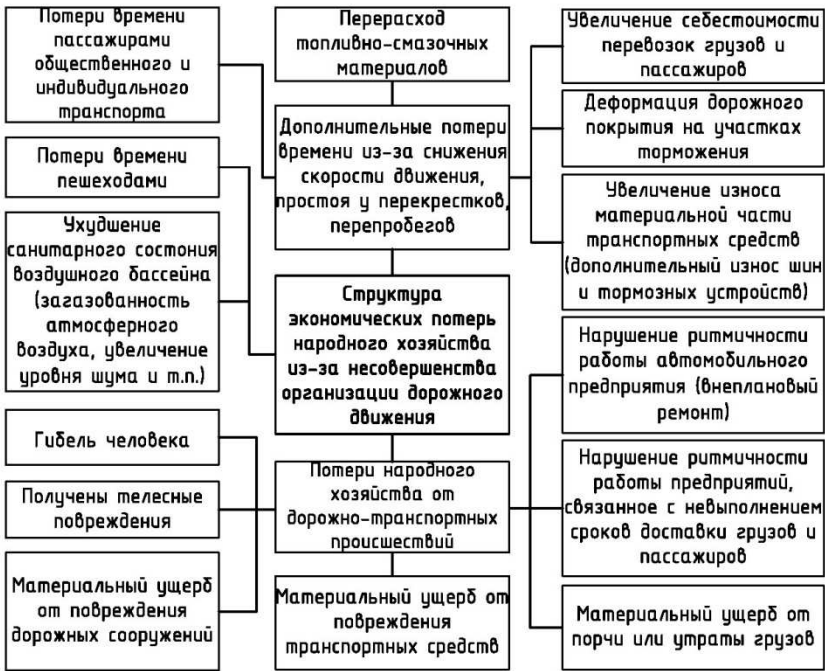 Потери времени
пассажирами
общественного и
индивидуального
транспорта
Потери времени
пешеходами
Ухудшение
санитарного состония
воздушного бассейна
(загазованность
атмосферного
воздуха, увеличение
уровня шума и т.п.)
Гибель человека
Получены телесные
повреждения
Материальный ущерб
от повреждения
дорожных сооружений
Перерасход
топливно-смазочных
материалов
Дополнительные потери
времени из-за снижения
скорости движения,
простоя у перекрестков,
перепробегов
Структура
экономических потерь
народного хозяйства
из-за несовершенства
организации дорожного
движения
Потери народного
хозяйства от
дорожно-транспортных
происшествий
Материальный ущерб от
повреждения
транспортных средств
Увеличение себестоимости
перевозок грузов и
пассажиров
Деформация дорожного
покрытия на участках
торможения
Увеличение износа
материальной части
транспортных средств
(дополнительный износ шин
и тормозных устройств)
Нарушение ритмичности
работы автомобильного
предприятия (внеплановый
ремонт)
Нарушение ритмичности
работы предприятий,
связанное с невыполнением
сроков доставки грузов и
пассажиров
Материальный ущерб от
порчи или утраты грузов